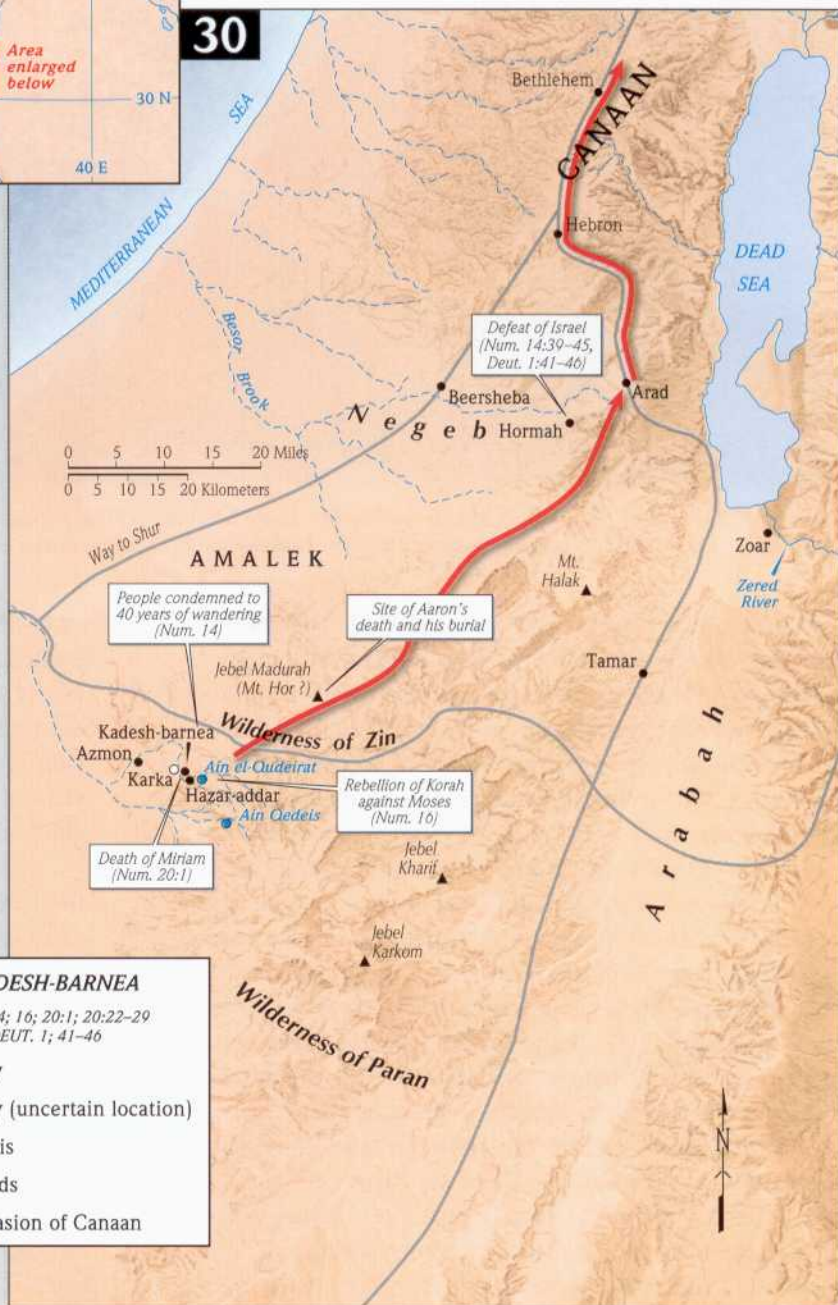 Area
enlarged
below
30 N
40 E
30
SEA
MEDITERRANEAN
Bethlehem
CANAAN
Hebron
DEAD
SEA
Besor
Brook
Defeat of Israel
(Num. 14:39–45,
Deut. 1:41–46)
Beersheba
Arad
Negeb
Hormah
0 5 10 15 20 Miles
0 5 10 15 20 Kilometers
Way to Shur
AMALEK
Zoar
Mt.
Halak
Zered
River
People condemned to
40 years of wandering
(Num. 14)
Site of Aaron's
death and his burial
Jebel Madurah
(Mt. Hor ?)
Tamar
Wilderness of Zin
Kadesh-barnea
Azmon
Karka
Ain el-Qudeirat
Hazar-addar
Ain Qedeis
Rebellion of Korah
against Moses
(Num. 16)
Arabah
Death of Miriam
(Num. 20:1)
Jebel
Kharif
Jebel
Karkom
Wilderness of Paran
DESH-BARNEA
4; 16; 20:1; 20:22–29
EUT. 1; 41–46
(uncertain location)
is
ds
asion of Canaan
N